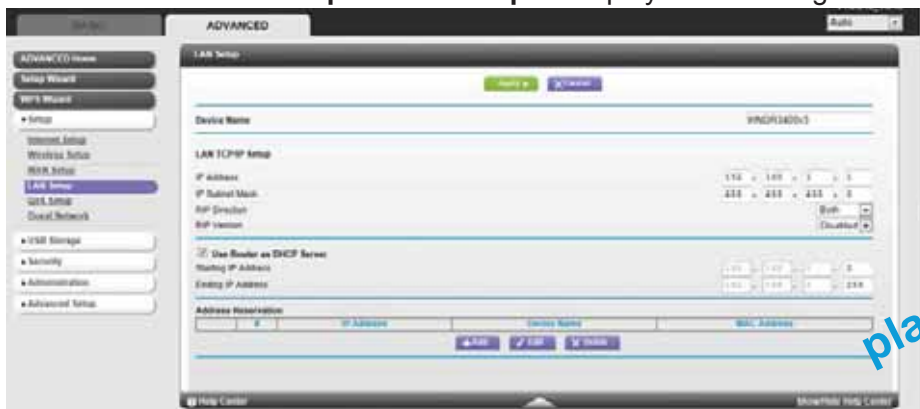 ADVANCED
Auto
ADVANCED Home
Setup Wizard
WPS Wizard
Setup
Internet Setup
Wireless Setup
WAN Setup
LAN Setup
QoS Setup
Guest Network
USB Storage
Security
Administration
Advanced Setup
LAN Setup
Apply
Cancel
Device Name
WNDR3400v3
LAN TCP/IP Setup
IP Address
IP Subnet Mask
RIP Direction
Both
RIP Version
Disabled
Use Router as DHCP Server
Starting IP Address
Ending IP Address
Address Reservation
# IP Address Device Name MAC Address
Add Edit Delete
pla
Help Center
Show/Hide Help Center